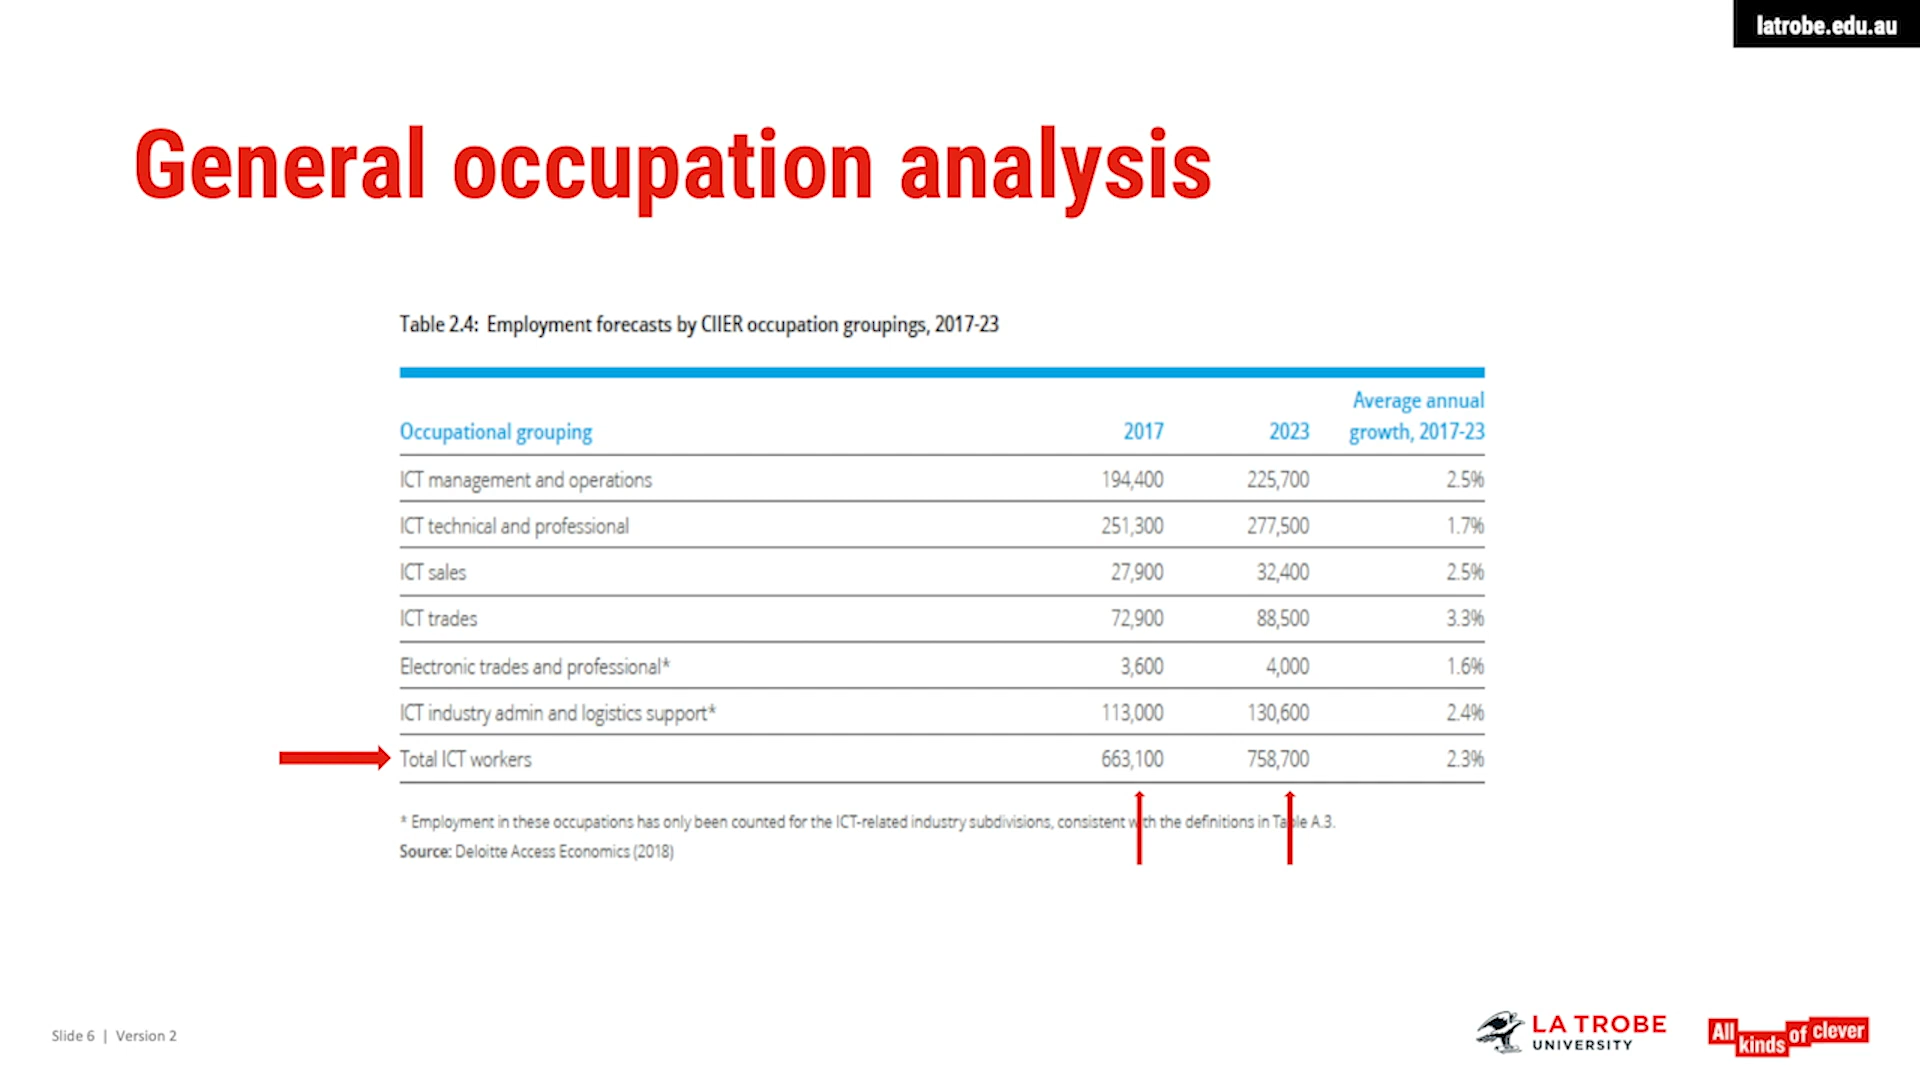 latrobe.edu.au
General occupation analysis
Table 2.4: Employment forecasts by CIIER occupation groupings, 2017-23
Average annual
Occupational grouping 2017 2023 growth, 2017-23
ICT management and operations 194,400 225,700 2.5%
ICT technical and professional 251,300 277,500 1.7%
ICT sales 27,900 32,400 2.5%
ICT trades 72,900 88,500 3.3%
Electronic trades and professional* 3,600 4,000 1.6%
ICT industry admin and logistics support* 113,000 130,600 2.4%
Total ICT workers 663,100 758,700 2.3%
* Employment in these occupations has only been counted for the ICT-related industry subdivisions, consistent with the definitions in Table A.3.
Source: Deloitte Access Economics (2018)
Slide 6 | Version 2
LA TROBE
UNIVERSITY
All kinds of clever